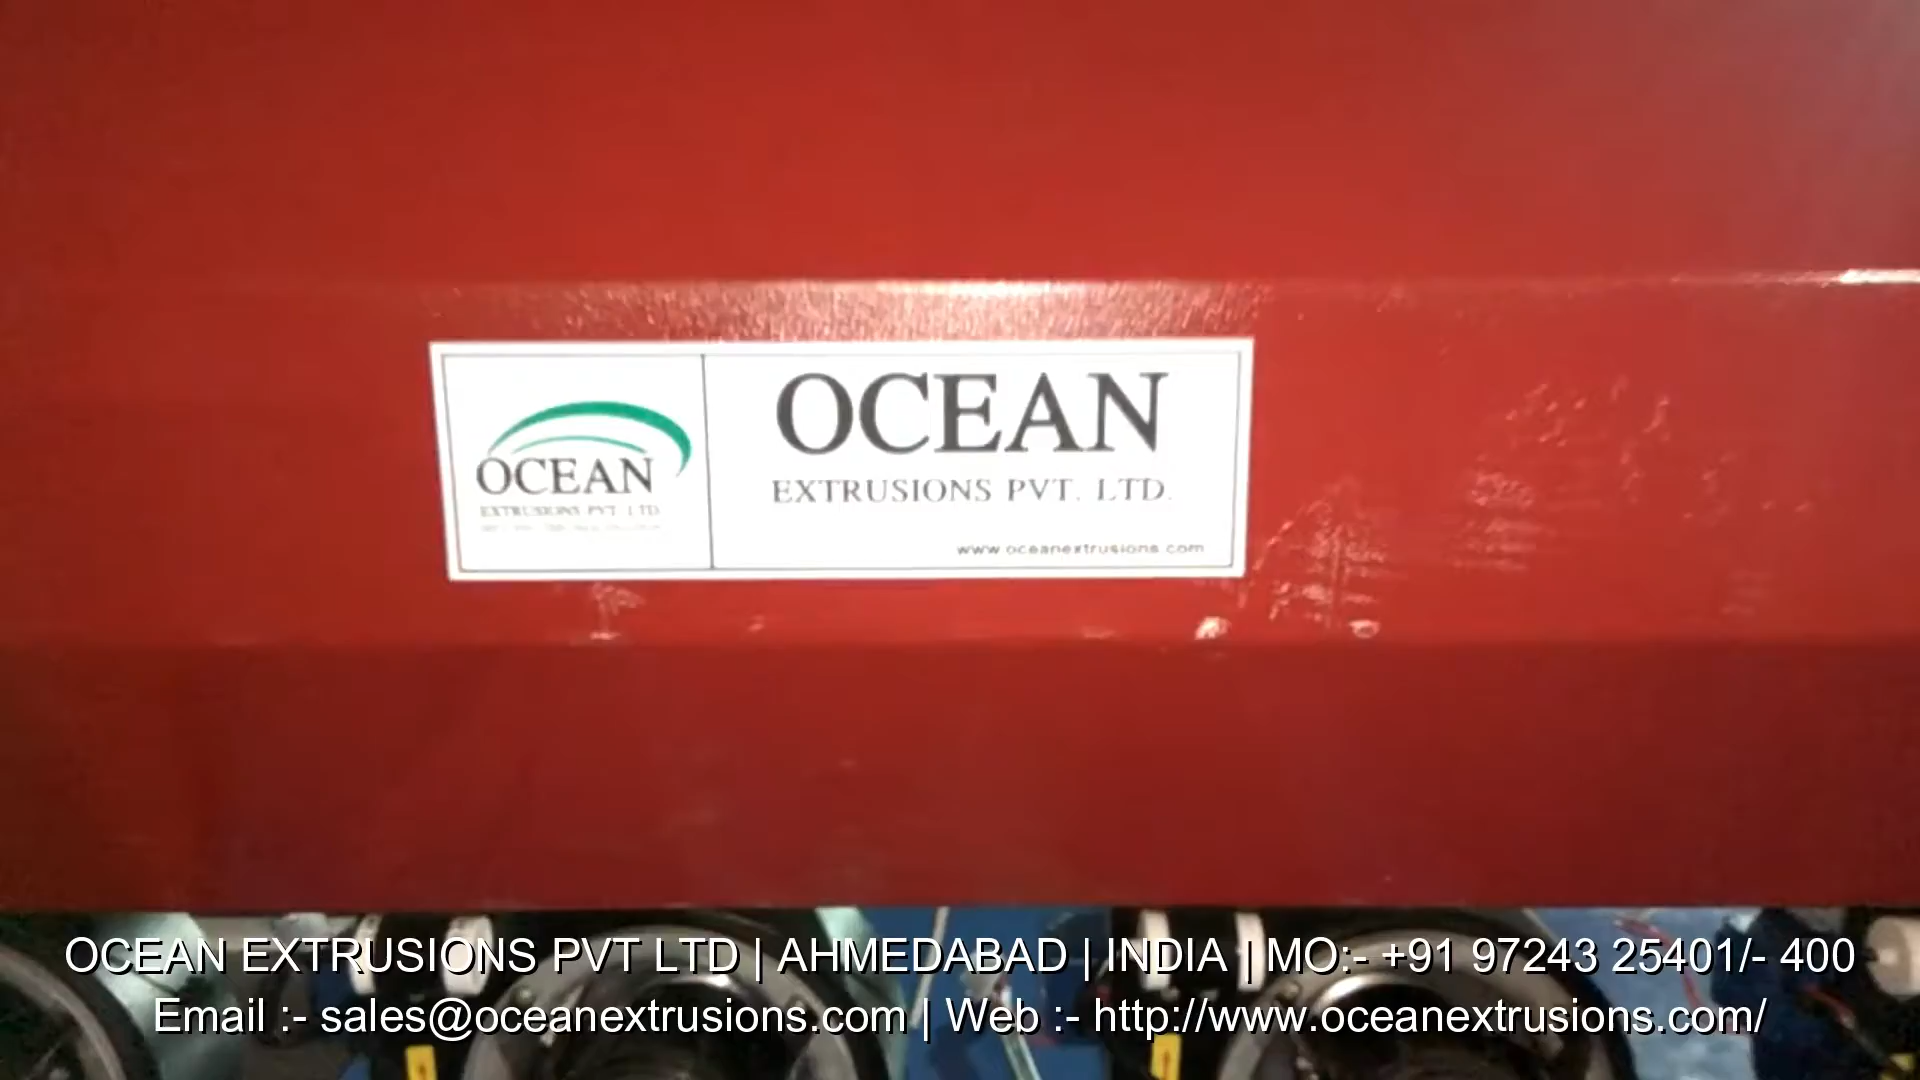 OCEAN
EXTRUSIONS PVT. LTD.
OCEAN
EXTRUSIONS PVT. LTD.
www.oceanextrusions.com
OCEAN EXTRUSIONS PVT LTD | AHMEDABAD | INDIA | MO:- +91 97243 25401/- 400
Email :- sales@oceanextrusions.com | Web :- http://www.oceanextrusions.com/